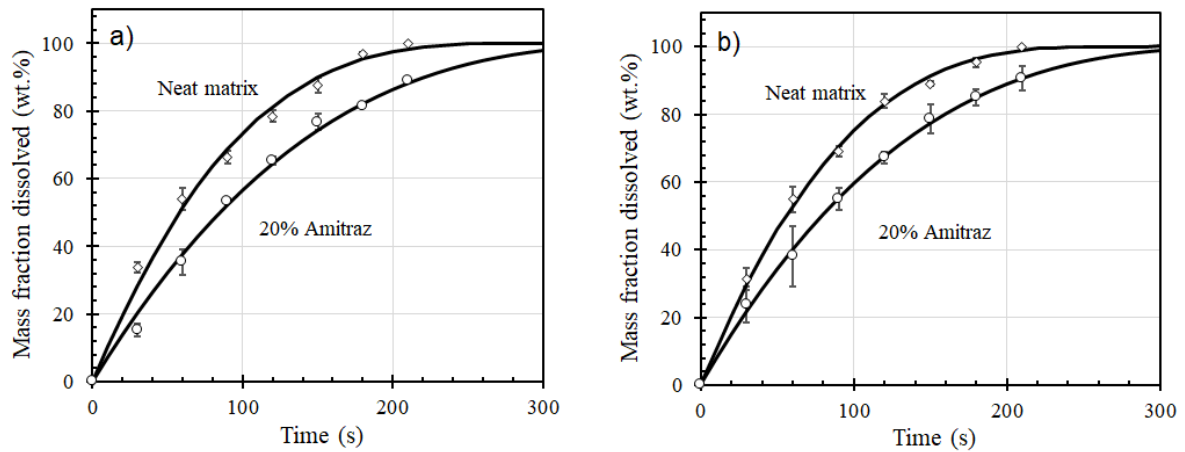 a)
Neat matrix
20% Amitraz
Mass fraction dissolved (wt.%)
100
80
60
40
20
0
0 100 200 300
Time (s)
b)
Neat matrix
20% Amitraz
Mass fraction dissolved (wt.%)
100
80
60
40
20
0
0 100 200 300
Time (s)